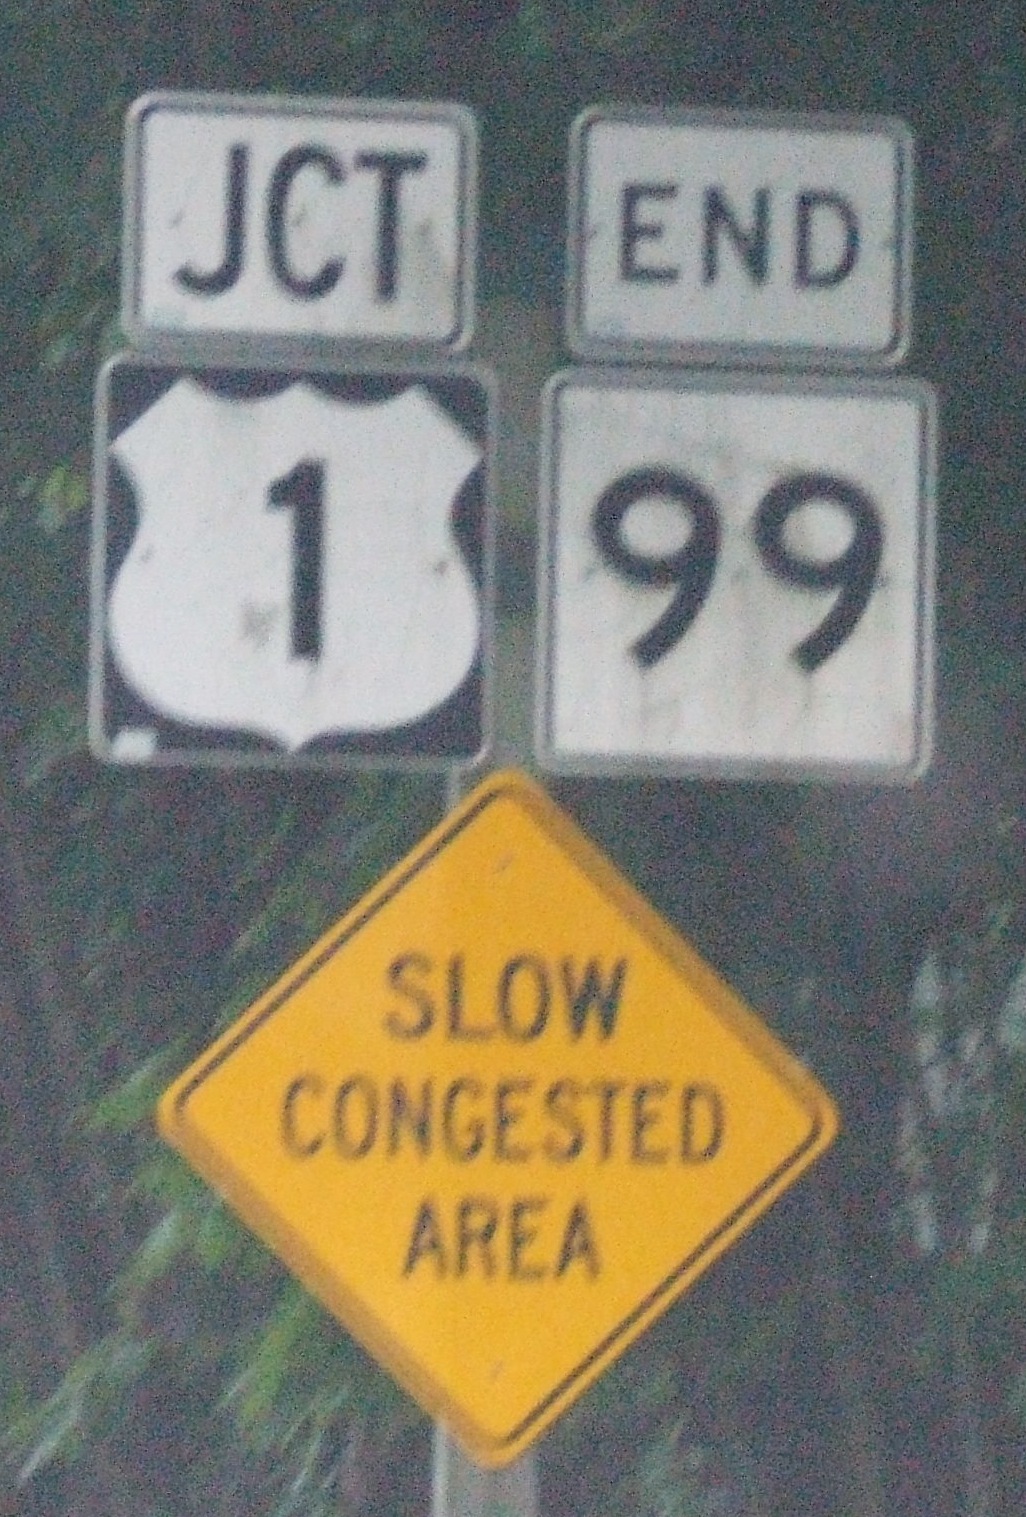 JCT
1
END
99
SLOW
CONGESTED
AREA